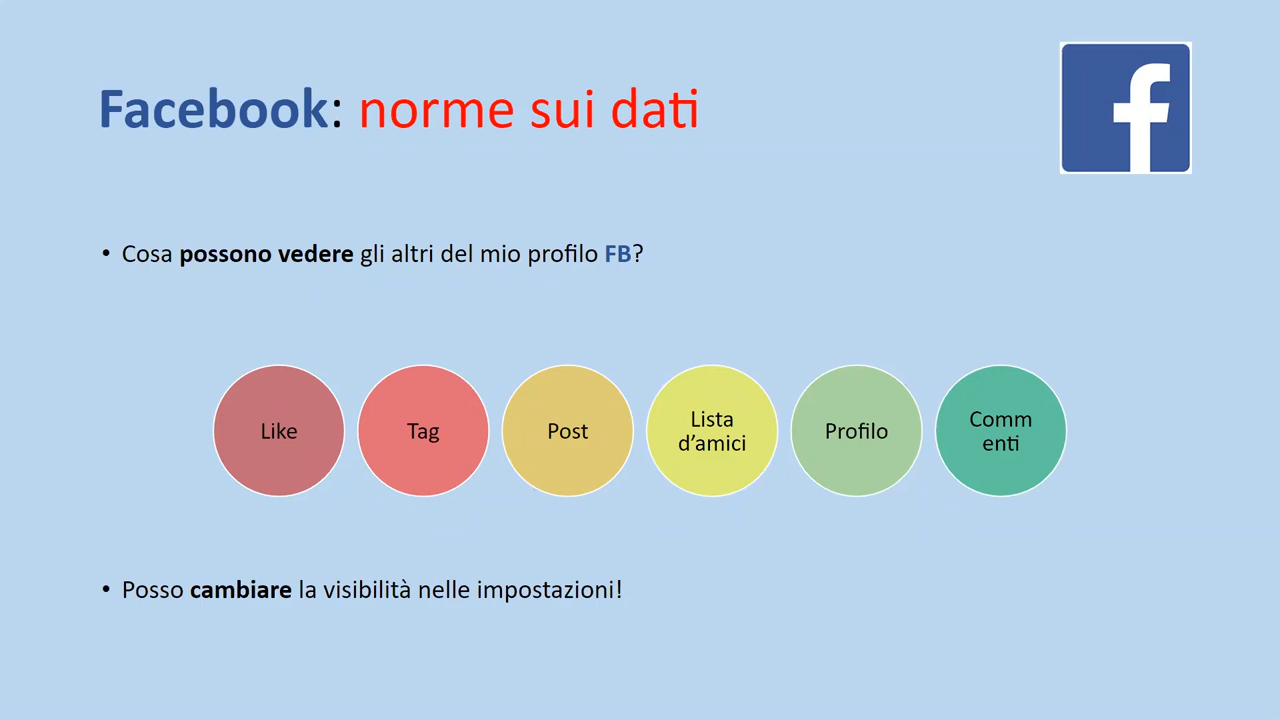 Facebook: norme sui dati
• Cosa possono vedere gli altri del mio profilo FB?
Like
Tag
Post
Lista
d’amici
Profilo
Comm
enti
• Posso cambiare la visibilità nelle impostazioni!